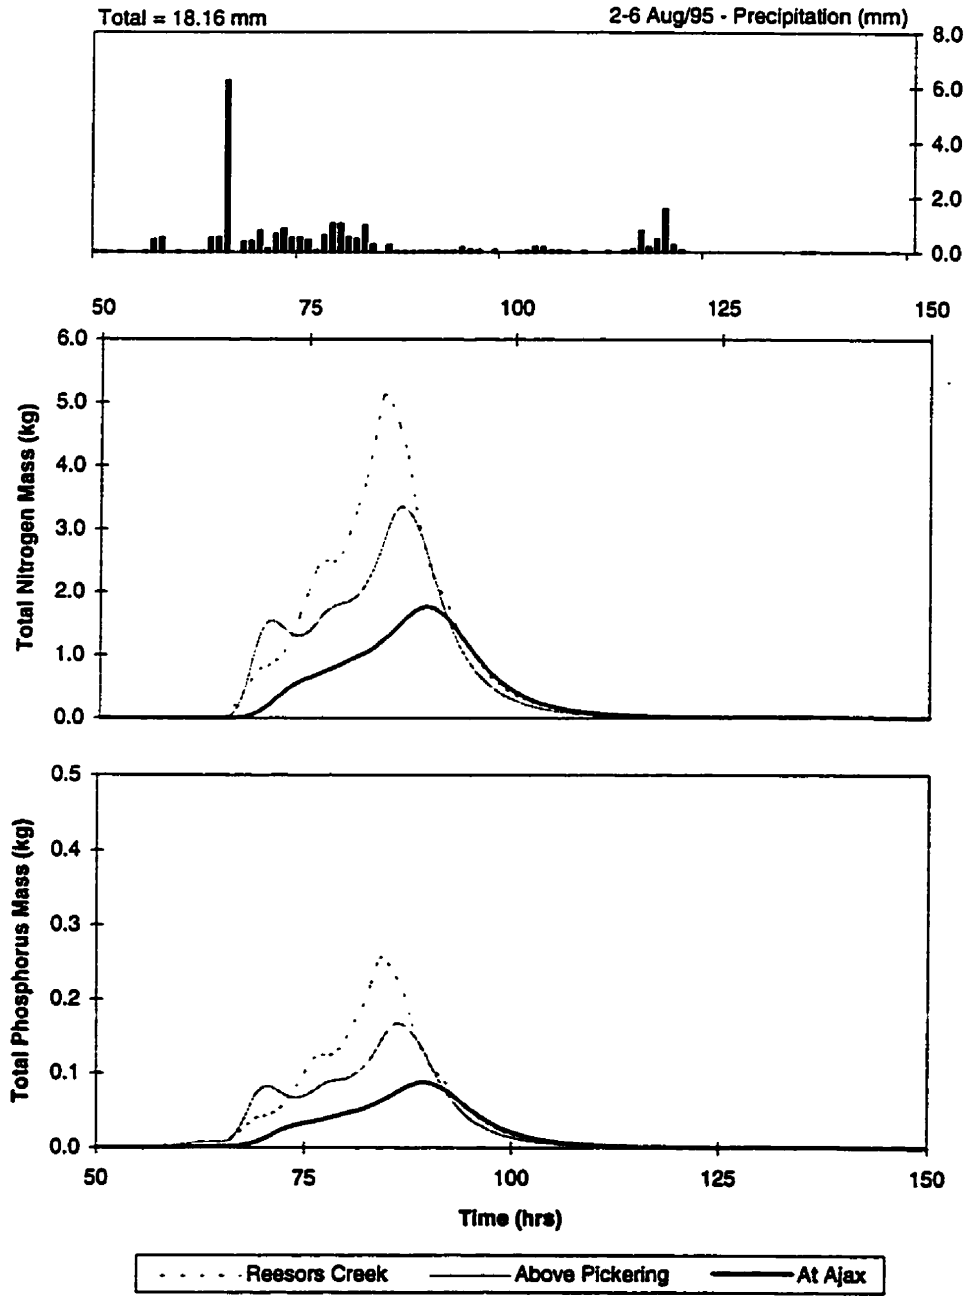 Total = 18.16 mm 2-6 Aug/95 - Precipitation (mm)
8.0
6.0
4.0
2.0
0.0
50 75 100 125 150
6.0
5.0
4.0
3.0
2.0
1.0
0.0
Total Nitrogen Mass (kg)
0.5
0.4
0.3
0.2
0.1
0.0
Total Phosphorus Mass (kg)
50 75 100 125 150
Time (hrs)
Reesors Creek Above Pickering At Ajax